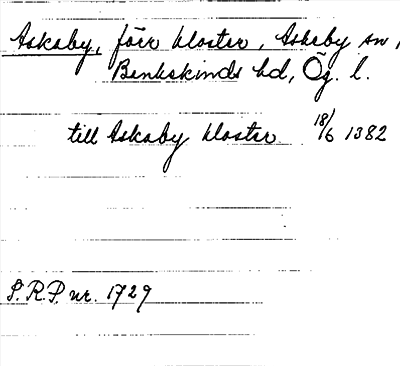 Askaby, förr kloster, Askeby sn,
Bankekinds hd, Ög. l.
till Askaby kloster 18/6 1382
S.R.P. nr. 1729